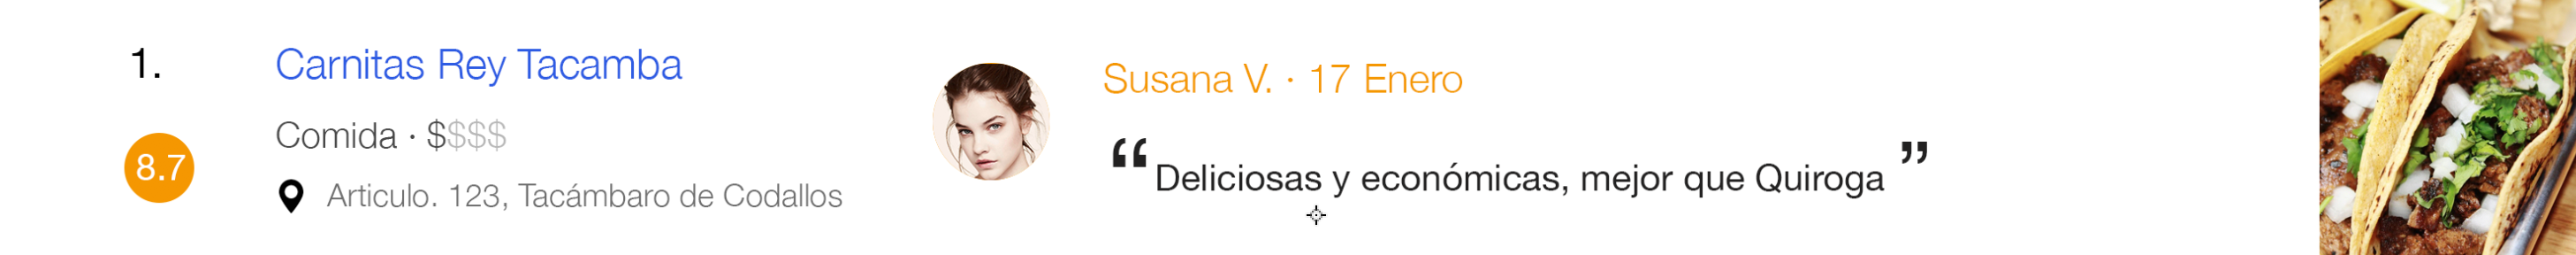 1.
Carnitas Rey Tacamba
Comida · $$$$
8.7
Articulo. 123, Tacámbaro de Codallos
Susana V. · 17 Enero
“Deliciosas y económicas, mejor que Quiroga ”